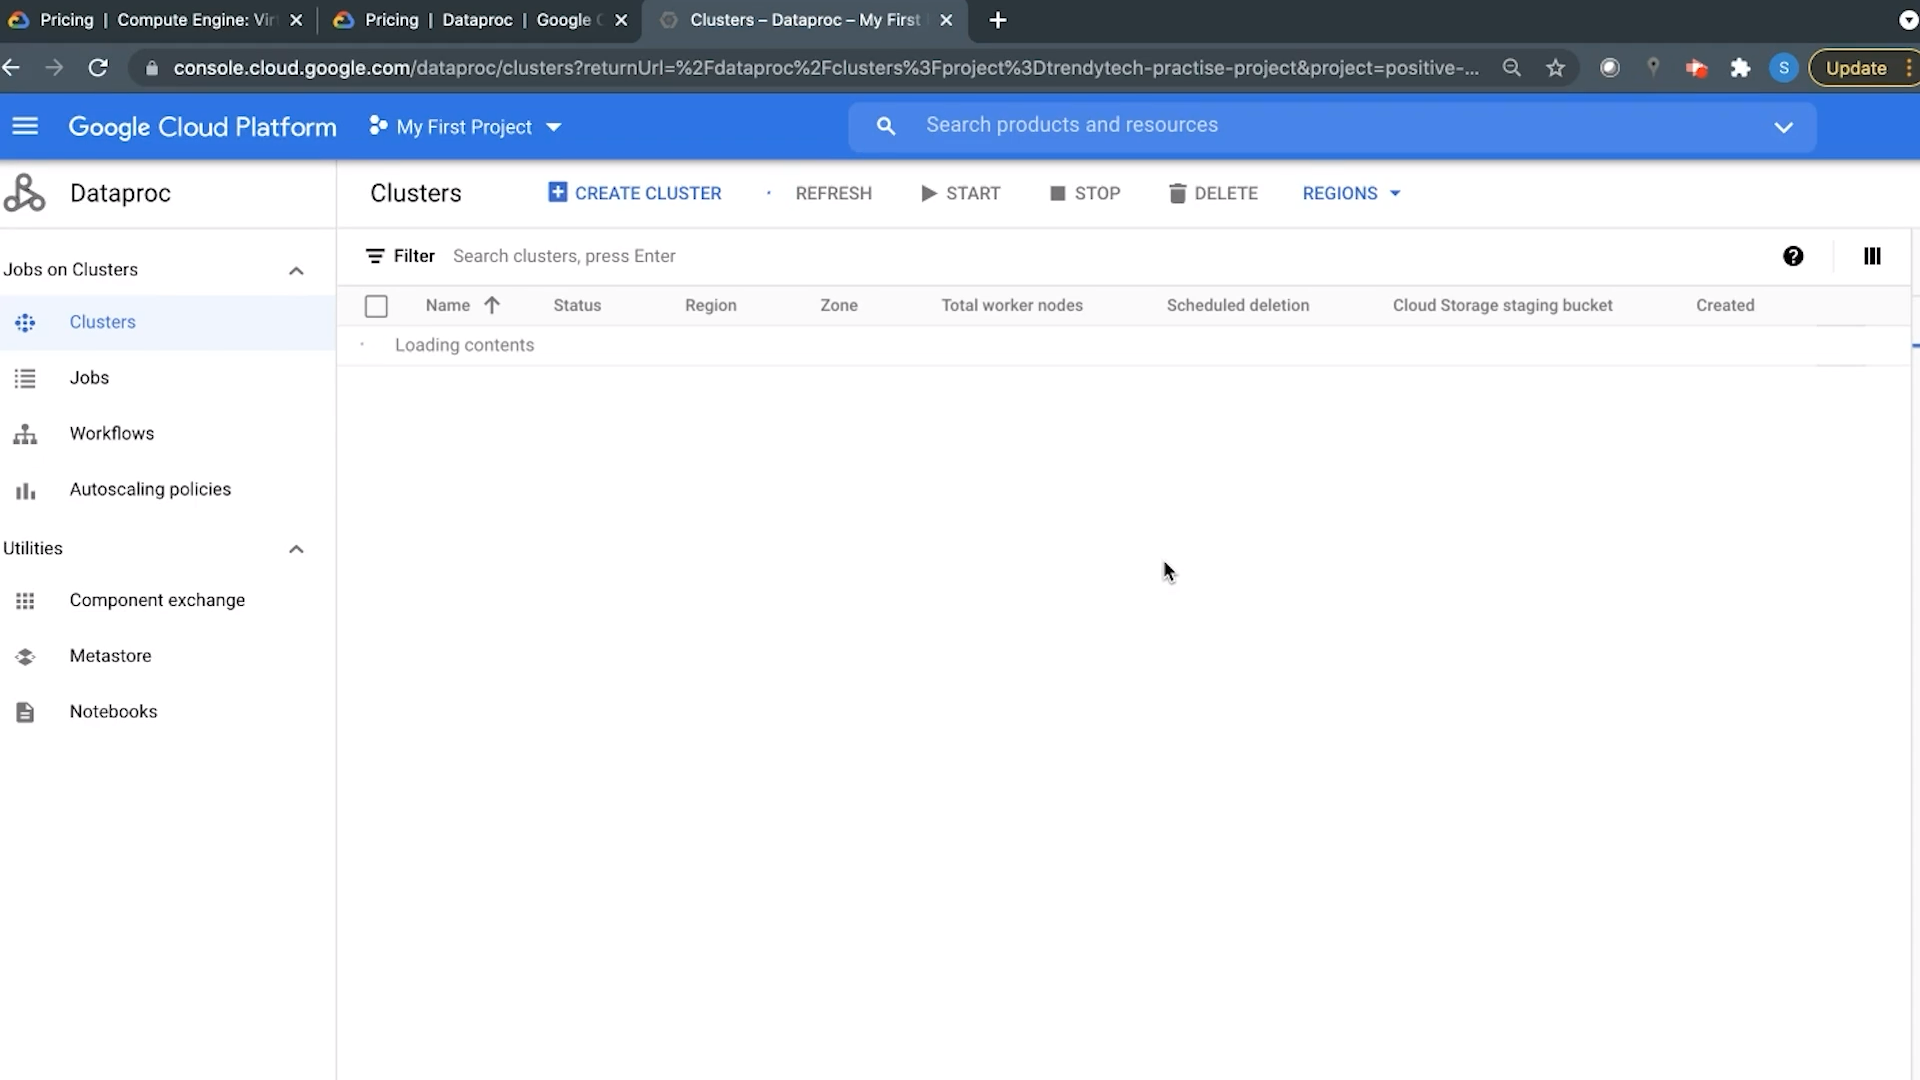 Pricing | Compute Engine: Vir
Pricing | Dataproc | Google C
Clusters – Dataproc – My First
console.cloud.google.com/dataproc/clusters?returnUrl=%2Fdataproc%2Fclusters%3Fproject%3Dtrendytech-practise-project&project=positive-...
S
Update
Google Cloud Platform
My First Project
Search products and resources
Dataproc
Clusters
CREATE CLUSTER
REFRESH
START
STOP
DELETE
REGIONS
Jobs on Clusters
Filter
Search clusters, press Enter
Name
Status
Region
Zone
Total worker nodes
Scheduled deletion
Cloud Storage staging bucket
Created
Clusters
Loading contents
Jobs
Workflows
Autoscaling policies
Utilities
Component exchange
Metastore
Notebooks